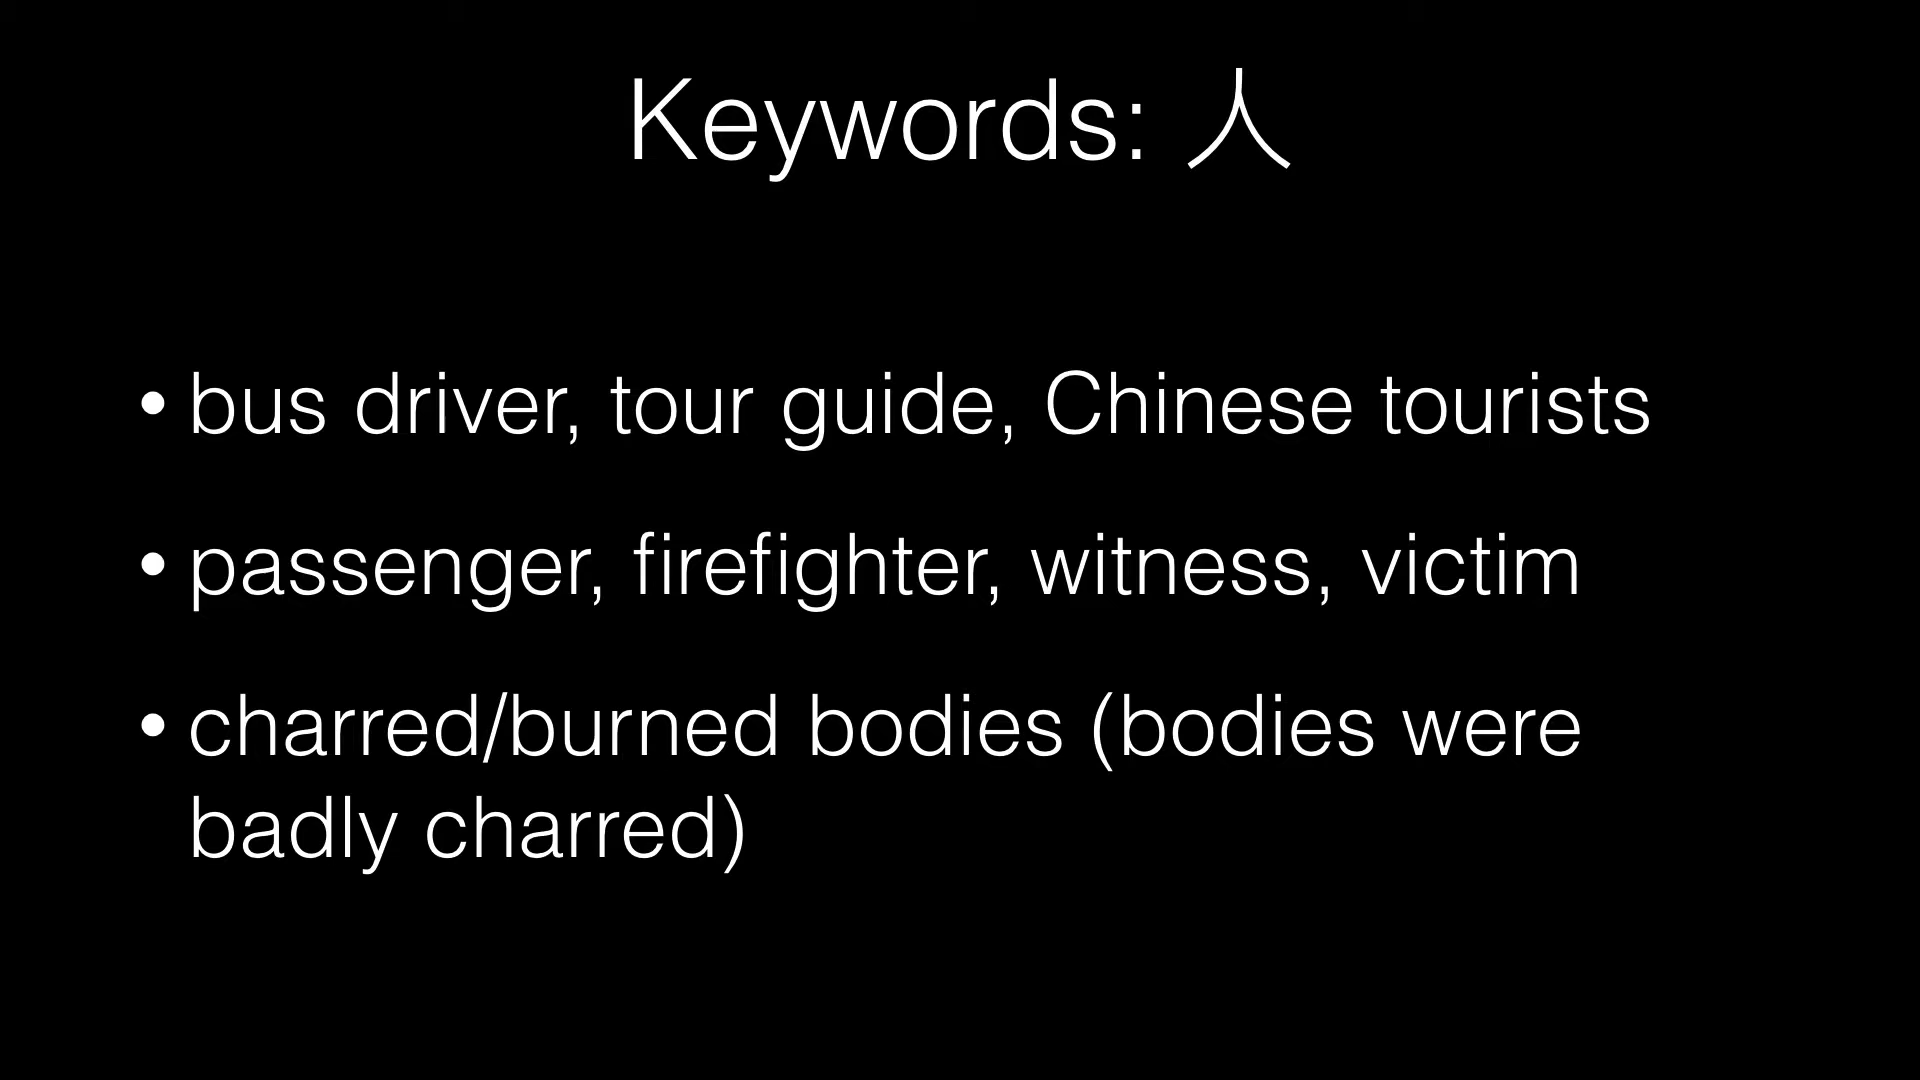 Keywords: 人
• bus driver, tour guide, Chinese tourists
• passenger, firefighter, witness, victim
• charred/burned bodies (bodies were
badly charred)